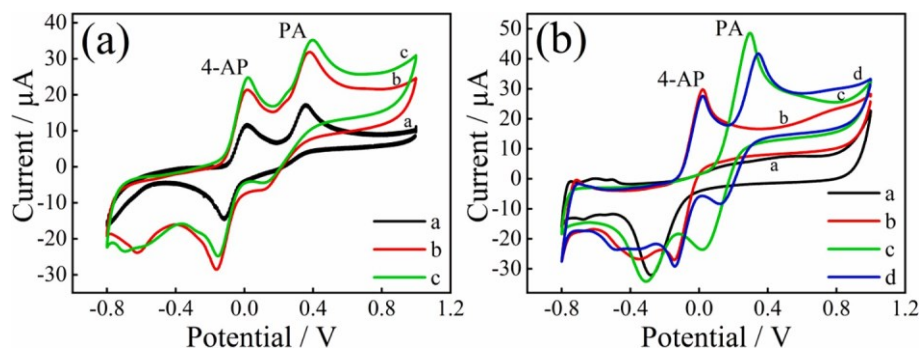 (a)
PA
4-AP
c
b
a
a
b
c
40
30
20
10
0
-10
-20
-30
Current / μA
-0.8
-0.4
0.0
0.4
0.8
1.2
Potential / V
(b)
PA
4-AP
d
c
b
a
a
b
c
d
50
40
30
20
10
0
-10
-20
-30
Current / μA
-0.8
-0.4
0.0
0.4
0.8
1.2
Potential / V